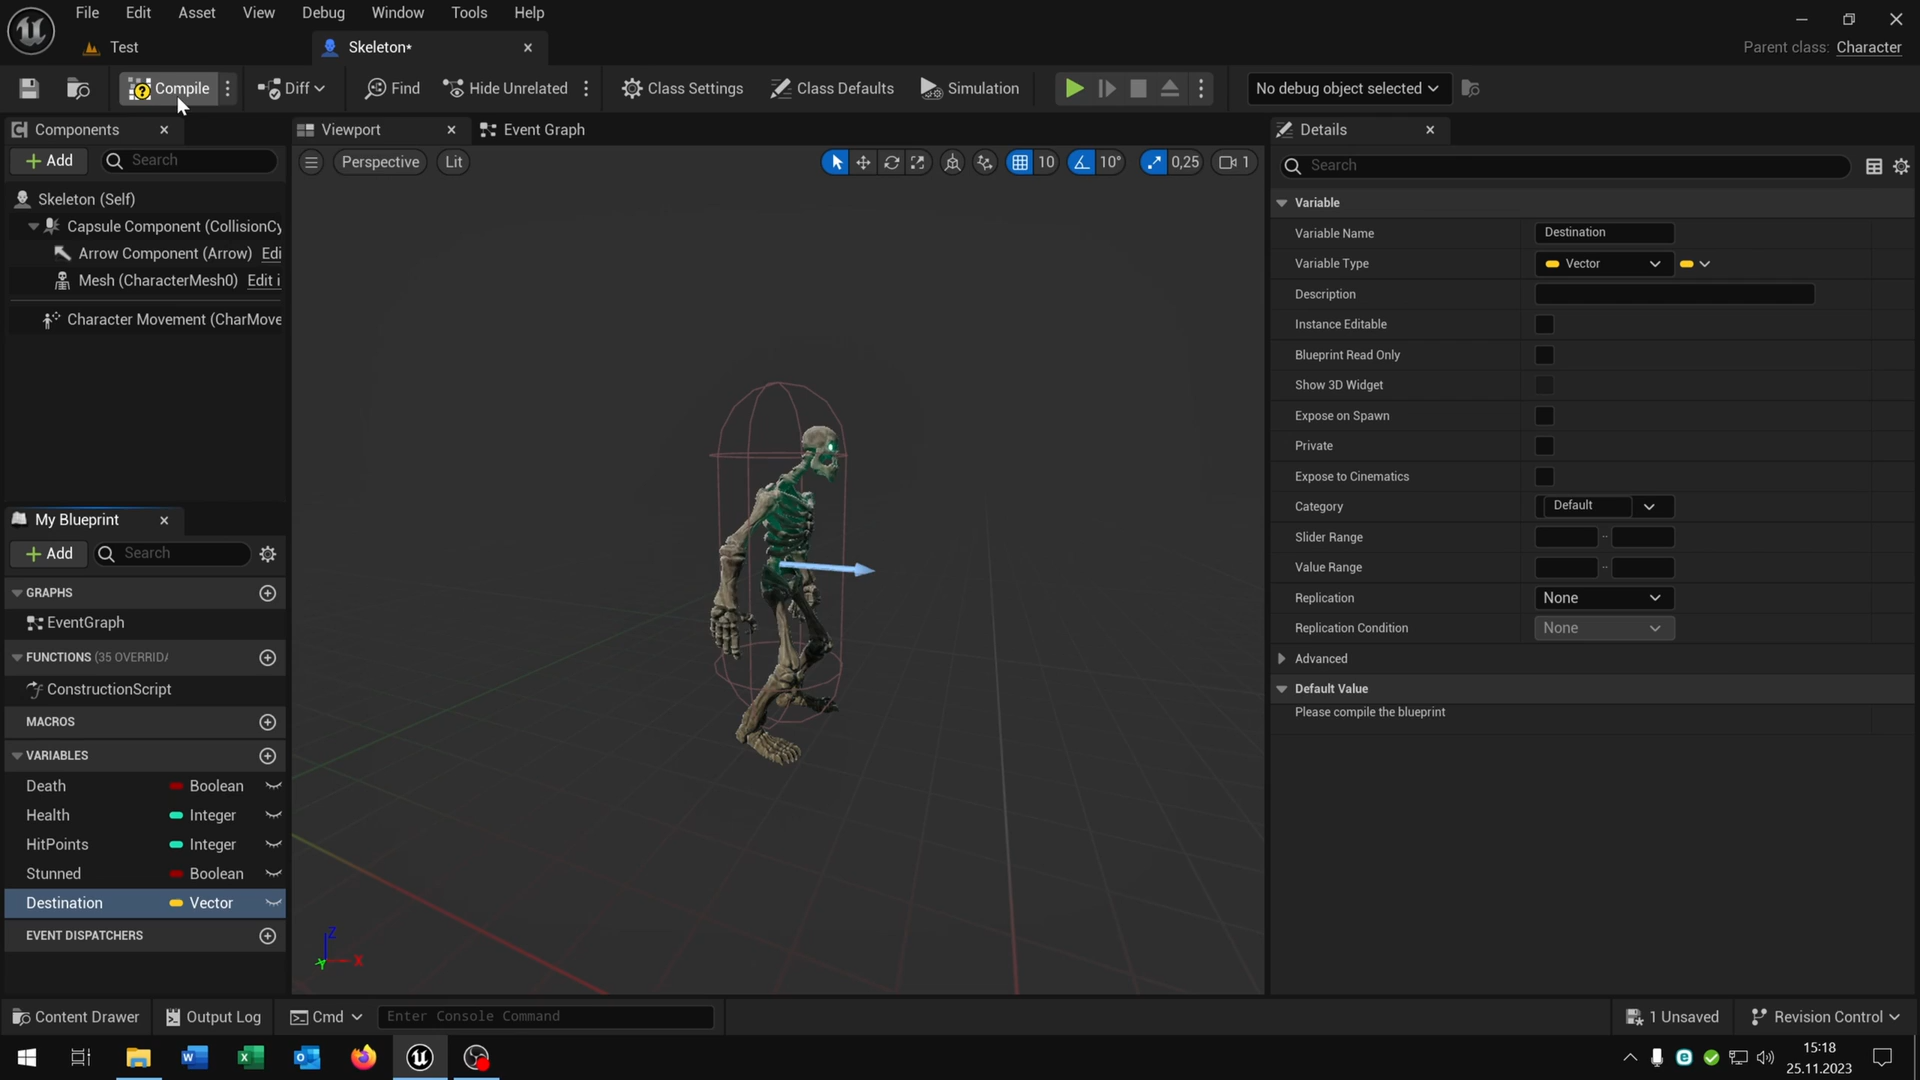 File Edit Asset View Debug Window Tools Help
Test
Skeleton*
Parent class: Character
Compile
Diff
Find
Hide Unrelated
Class Settings
Class Defaults
Simulation
No debug object selected
Components
Viewport
Event Graph
Details
Add
Search
Perspective
Lit
10
10°
0,25
1
Search
Skeleton (Self)
Capsule Component (CollisionCy
Arrow Component (Arrow) Edi
Mesh (CharacterMesh0) Edit i
Character Movement (CharMove
Variable
Variable Name Destination
Variable Type Vector
Description
Instance Editable
Blueprint Read Only
Show 3D Widget
Expose on Spawn
Private
Expose to Cinematics
Category Default
Slider Range
Value Range
Replication None
Replication Condition None
Advanced
Default Value
Please compile the blueprint
My Blueprint
Add
Search
GRAPHS
EventGraph
FUNCTIONS (35 OVERRIDA
ConstructionScript
MACROS
VARIABLES
Death Boolean
Health Integer
HitPoints Integer
Stunned Boolean
Destination Vector
EVENT DISPATCHERS
Z
X
Y
Content Drawer
Output Log
Cmd
Enter Console Command
1 Unsaved
Revision Control
15:18
25.11.2023